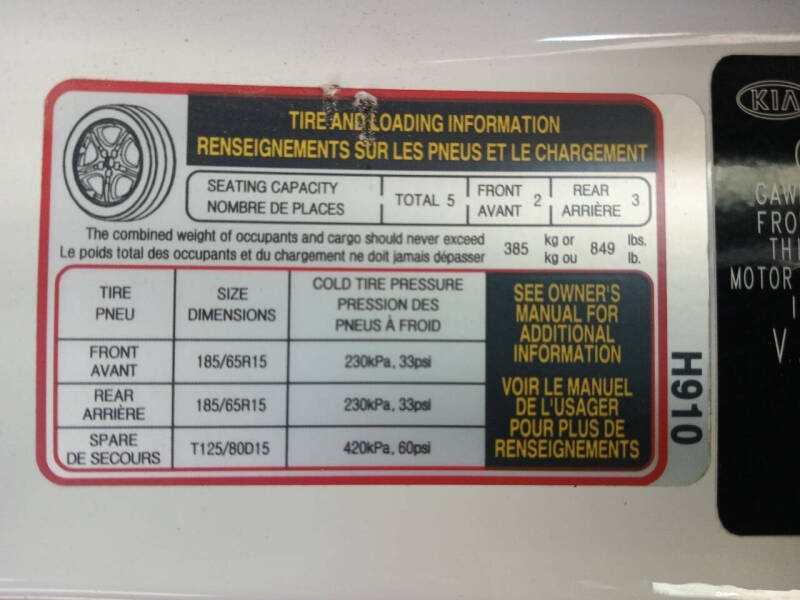 TIRE AND LOADING INFORMATION
RENSEIGNEMENTS SUR LES PNEUS ET LE CHARGEMENT
SEATING CAPACITY
NOMBRE DE PLACES
TOTAL 5
FRONT
AVANT
2
REAR
ARRIÈRE
3
The combined weight of occupants and cargo should never exceed 385 kg or 849 lbs.
Le poids total des occupants et du chargement ne doit jamais dépasser kg ou lb.
TIRE
PNEU
SIZE
DIMENSIONS
COLD TIRE PRESSURE
PRESSION DES
PNEUS À FROID
FRONT
AVANT
185/65R15
230kPa, 33psi
REAR
ARRIÈRE
185/65R15
230kPa, 33psi
SPARE
DE SECOURS
T125/80D15
420kPa, 60psi
SEE OWNER'S
MANUAL FOR
ADDITIONAL
INFORMATION
VOIR LE MANUEL
DE L'USAGER
POUR PLUS DE
RENSEIGNEMENTS
H910
KIA
GAW
FRO
THI
MOTOR
I
V